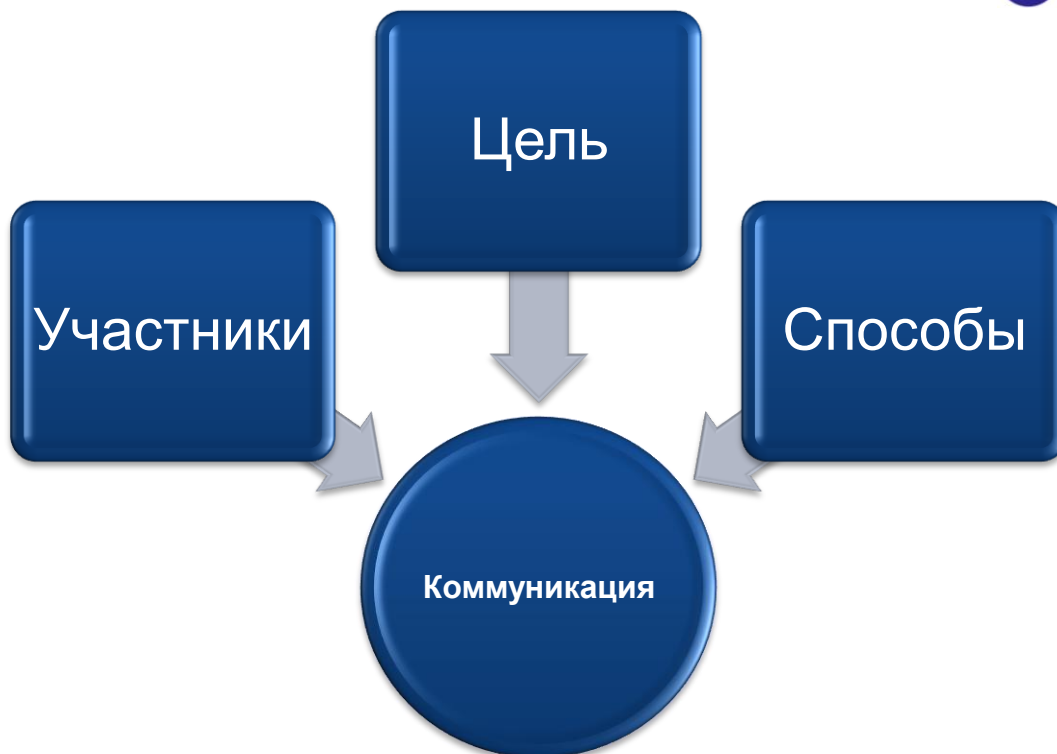 Цель
Участники
Способы
Коммуникация